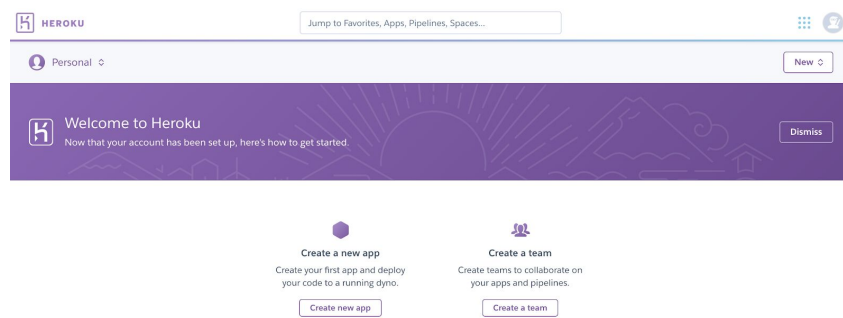 HEROKU
Jump to Favorites, Apps, Pipelines, Spaces...
Personal
New
Welcome to Heroku
Now that your account has been set up, here's how to get started.
Dismiss
Create a new app
Create your first app and deploy
your code to a running dyno.
Create new app
Create a team
Create teams to collaborate on
your apps and pipelines.
Create a team